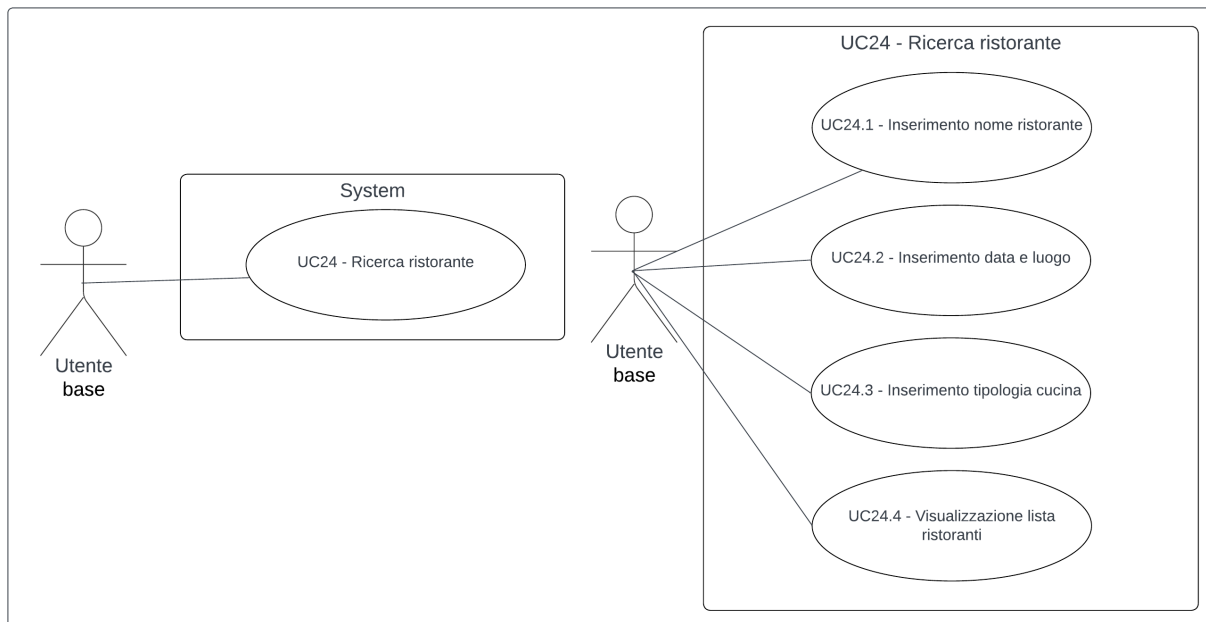 System
UC24 - Ricerca ristorante
Utente
base
UC24 - Ricerca ristorante
UC24.1 - Inserimento nome ristorante
UC24.2 - Inserimento data e luogo
UC24.3 - Inserimento tipologia cucina
UC24.4 - Visualizzazione lista
ristoranti
Utente
base